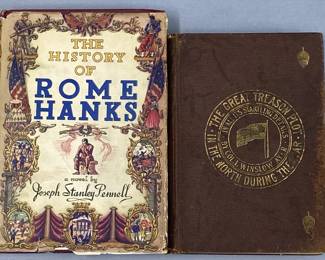 THE
HISTORY
OF
ROME
HANKS
a novel by
Joseph Stanley Pennell
THE GREAT TREASON PLOT
IN THE NORTH DURING THE WAR
WINSLOW